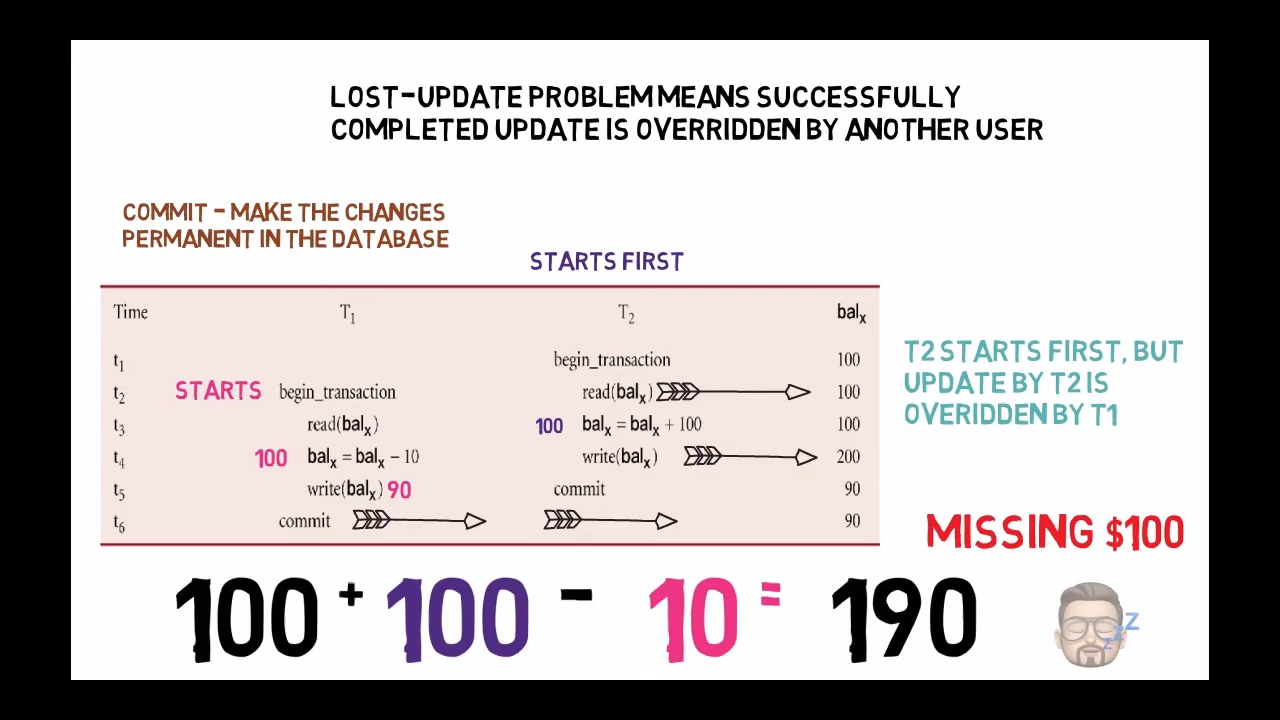 LOST-UPDATE PROBLEM MEANS SUCCESSFULLY
COMPLETED UPDATE IS OVERRIDDEN BY ANOTHER USER
COMMIT - MAKE THE CHANGES
PERMANENT IN THE DATABASE
STARTS FIRST
Time T1 T2 balx
t1 begin_transaction 100
t2 STARTS begin_transaction read(balx) 100
t3 read(balx) 100 balx = balx + 100 100
t4 100 balx = balx − 10 write(balx) 200
t5 write(balx) 90 commit 90
t6 commit 90
T2 STARTS FIRST, BUT
UPDATE BY T2 IS
OVERIDDEN BY T1
MISSING $100
100 + 100 - 10 = 190
z z Z